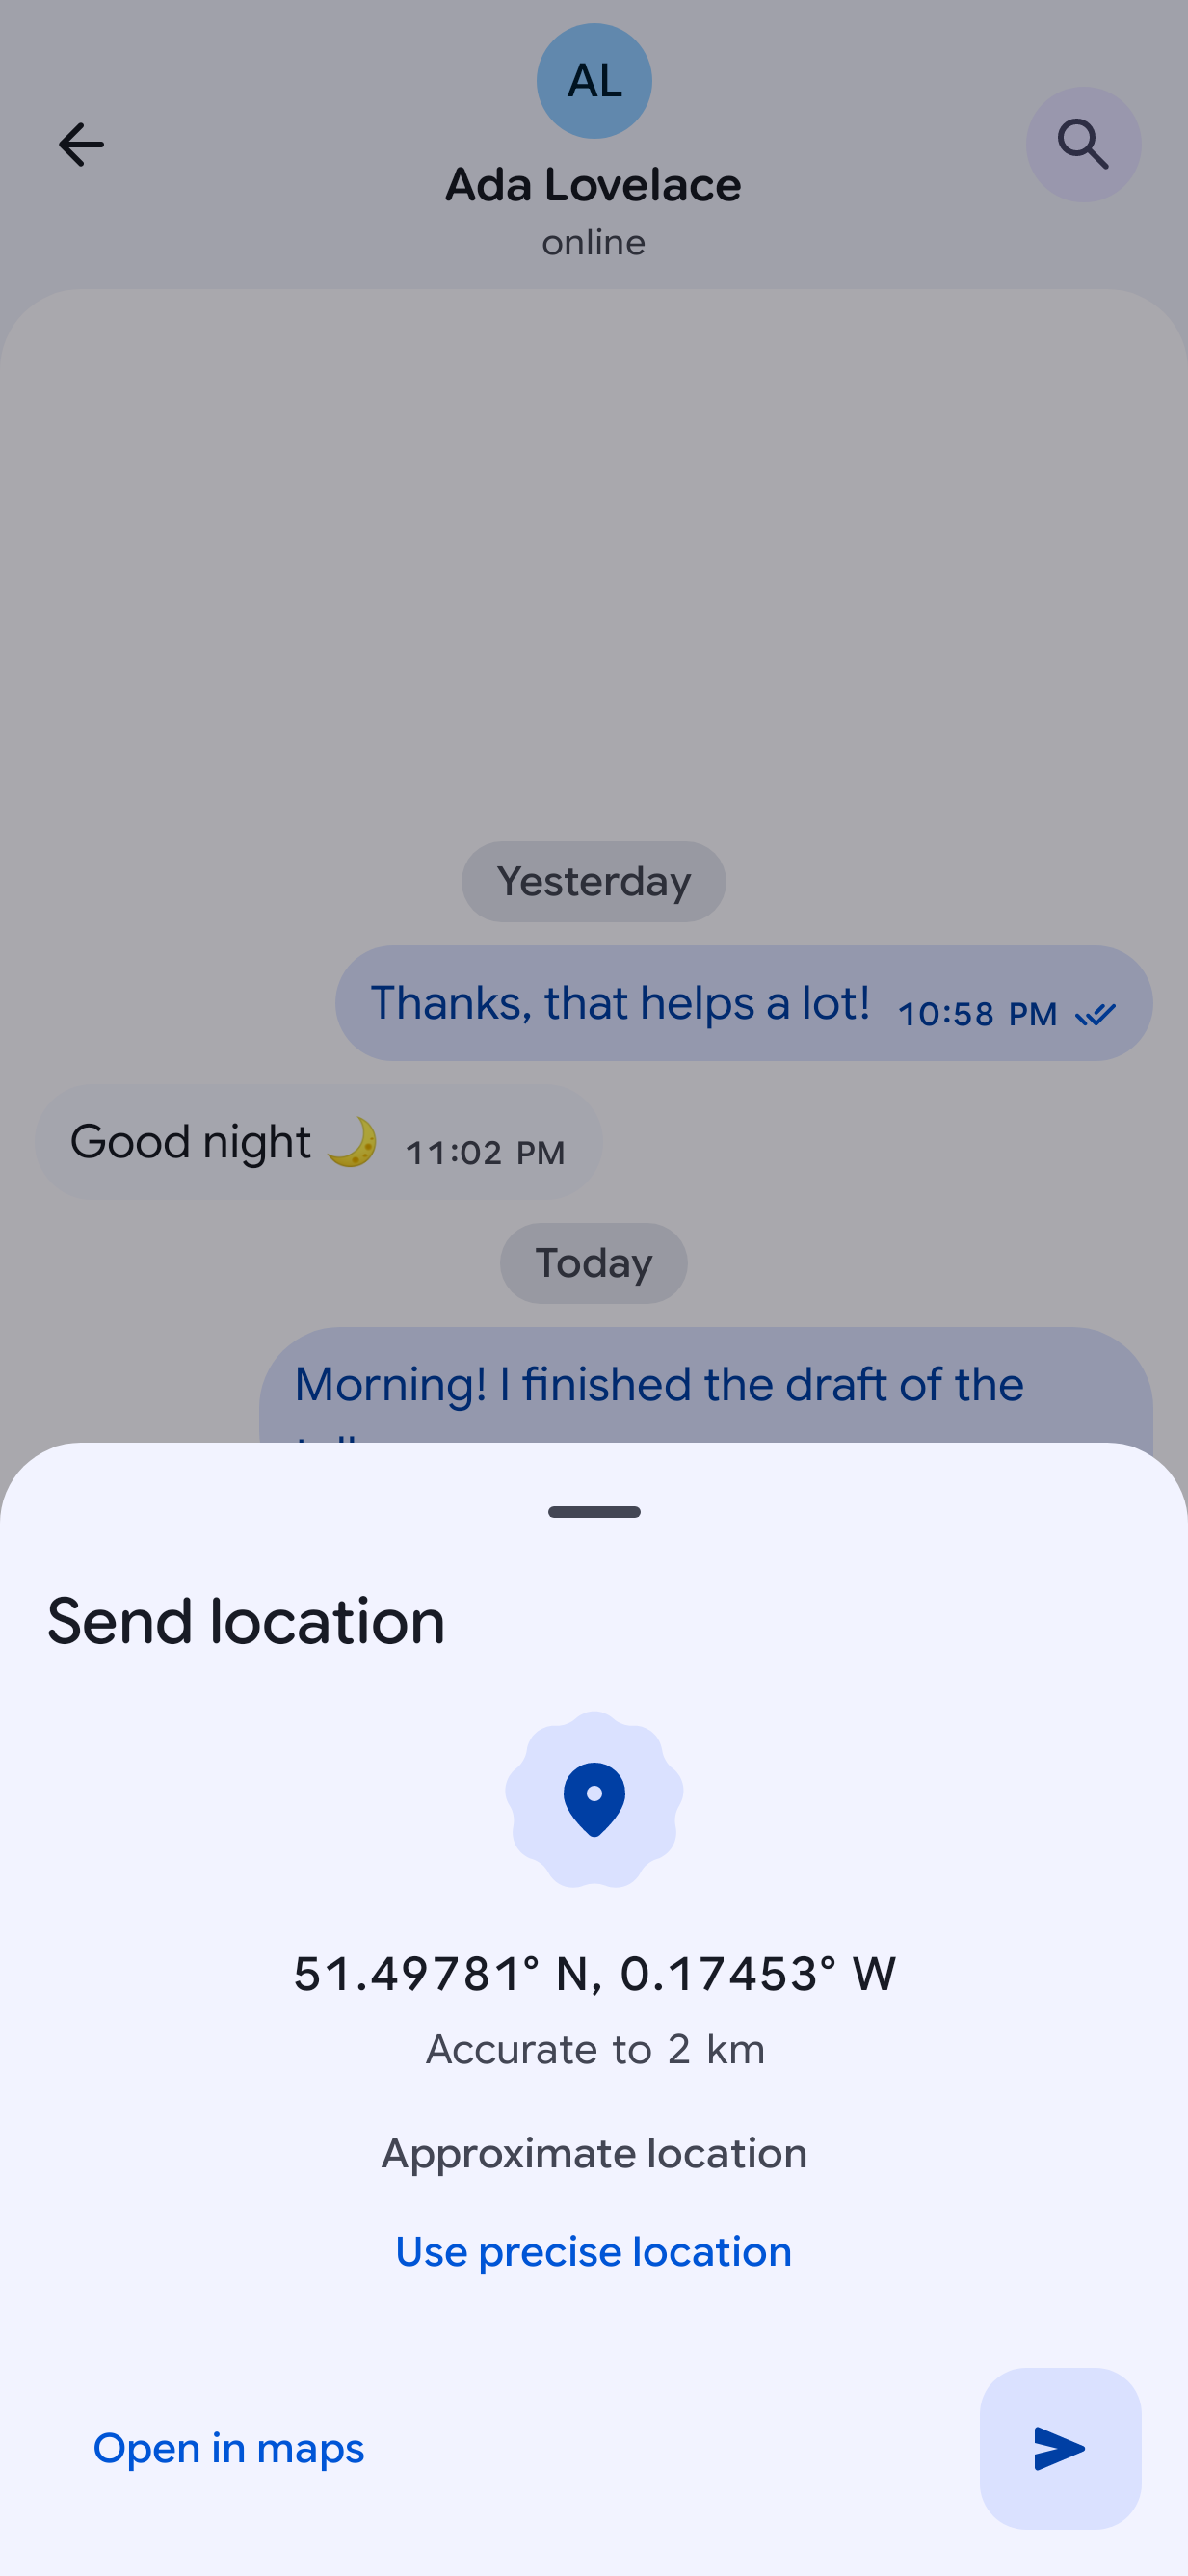 AL
Ada Lovelace
online
Yesterday
Thanks, that helps a lot! 10:58 PM
Good night 🌙 11:02 PM
Today
Morning! I finished the draft of the
Send location
51.49781° N, 0.17453° W
Accurate to 2 km
Approximate location
Use precise location
Open in maps